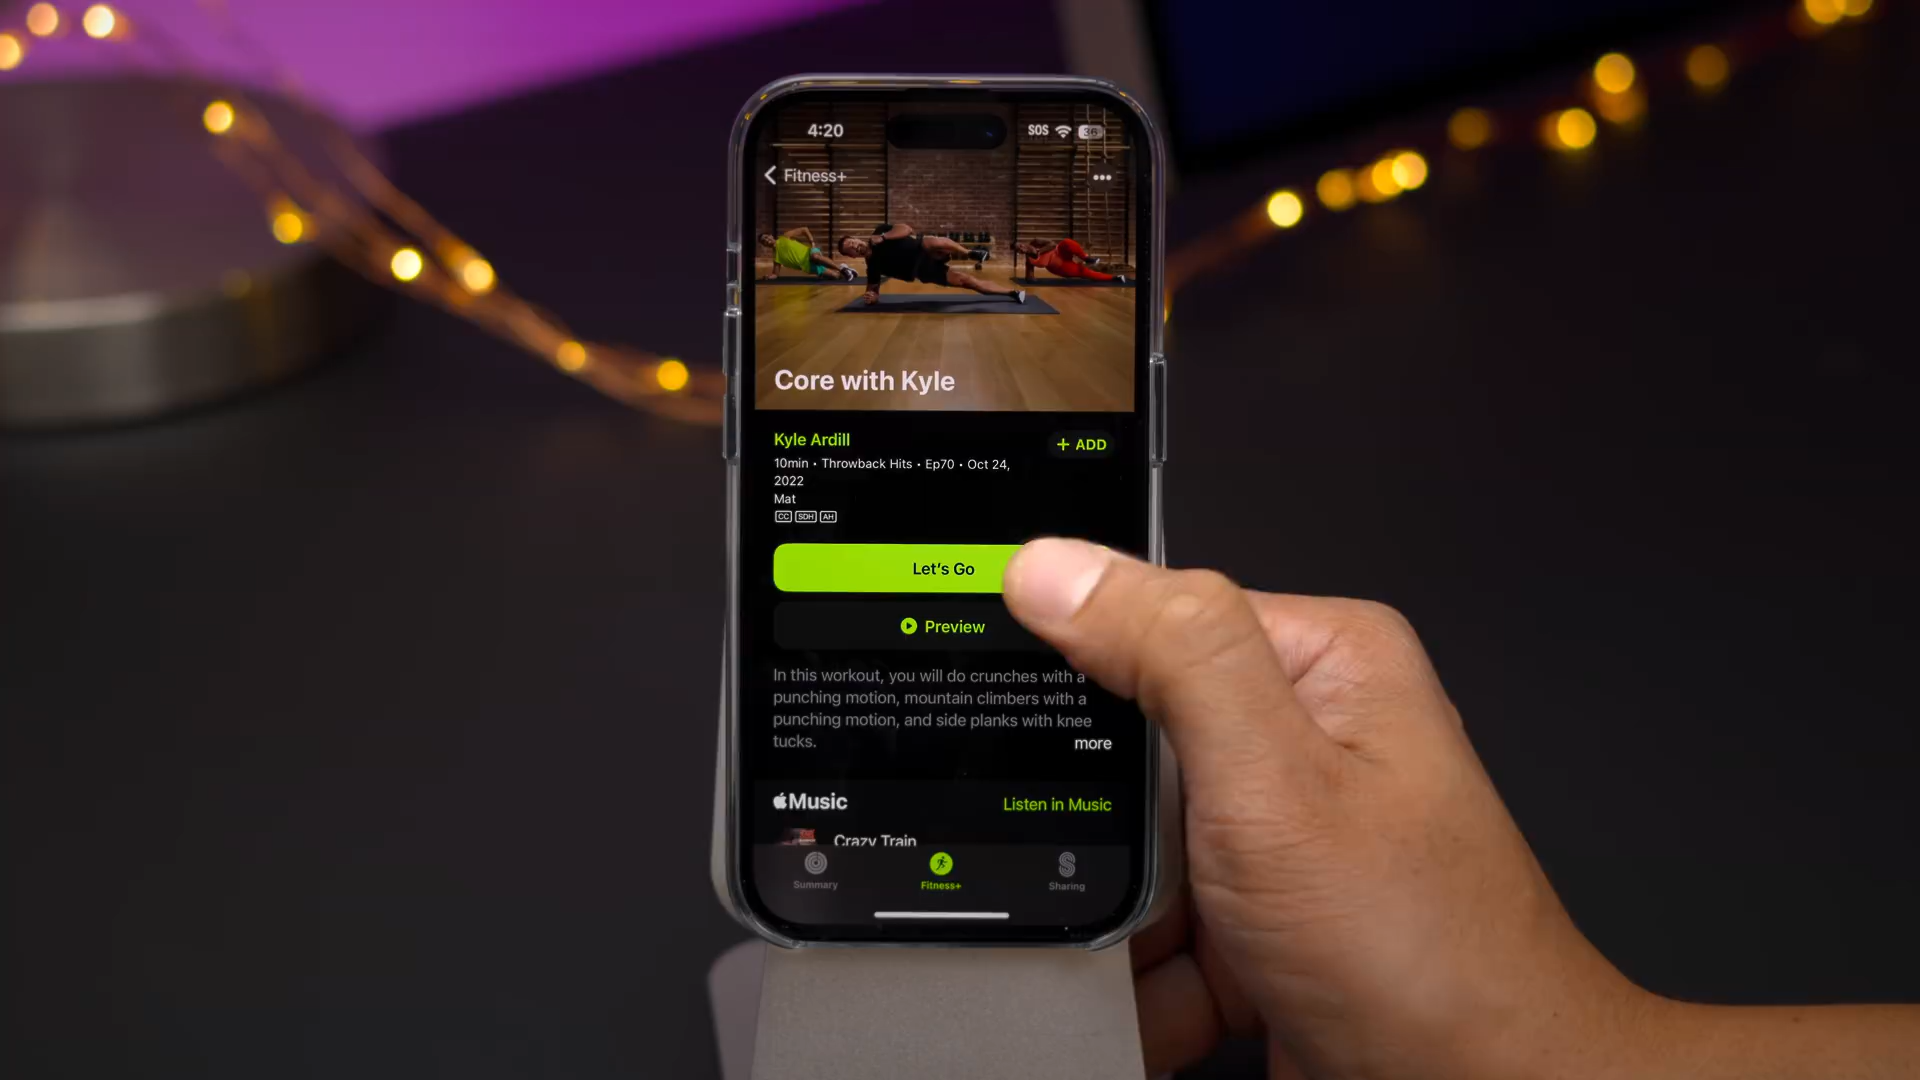 4:20
SOS 36
Fitness+
Core with Kyle
Kyle Ardill
+ ADD
10min • Throwback Hits • Ep70 • Oct 24,
2022
Mat
CC SDH AH
Let's Go
Preview
In this workout, you will do crunches with a
punching motion, mountain climbers with a
punching motion, and side planks with knee
tucks.
more
Music
Listen in Music
Crazy Train
Summary
Fitness+
Sharing